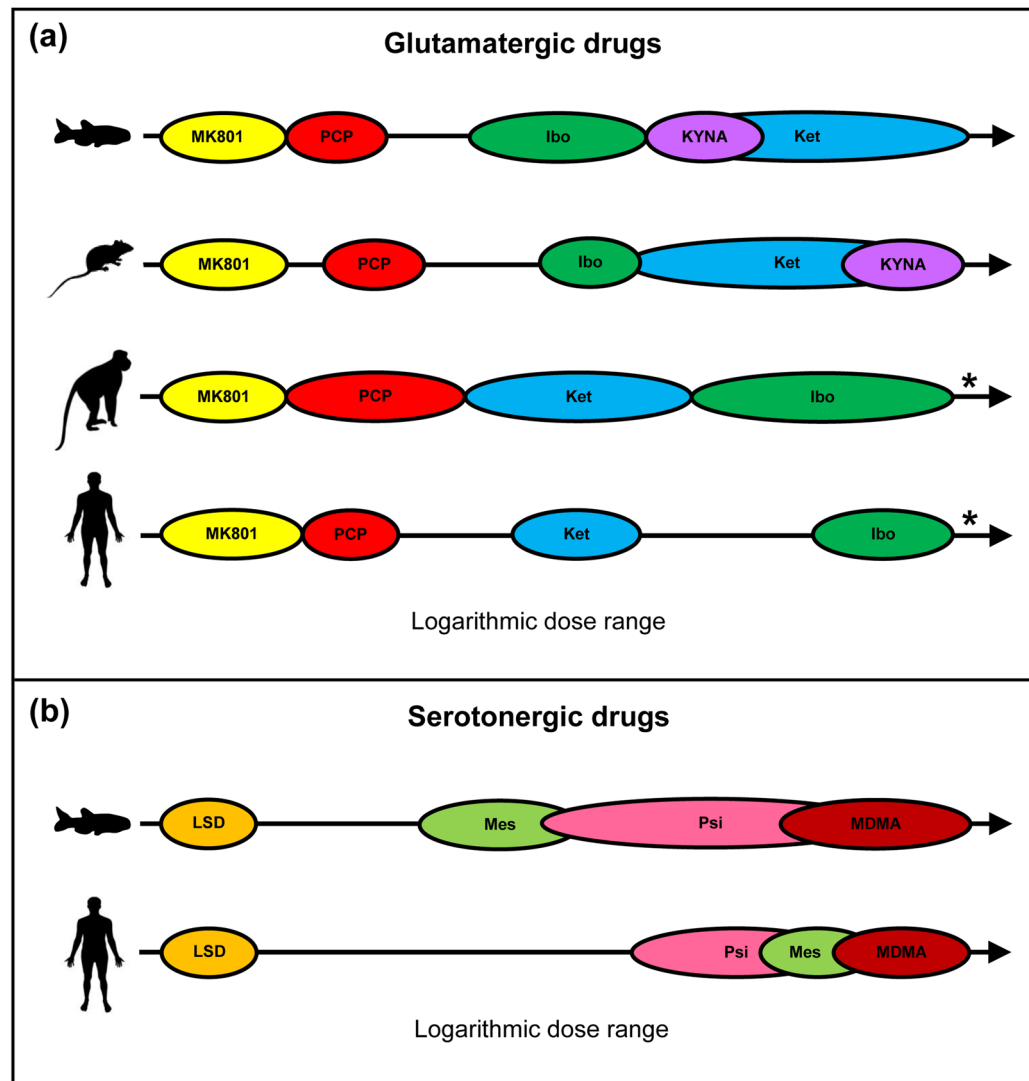 (a)
Glutamatergic drugs
MK801 PCP Ibo KYNA Ket
MK801 PCP Ibo Ket KYNA
MK801 PCP Ket Ibo *
MK801 PCP Ket Ibo *
Logarithmic dose range
(b)
Serotonergic drugs
LSD Mes Psi MDMA
LSD Psi Mes MDMA
Logarithmic dose range